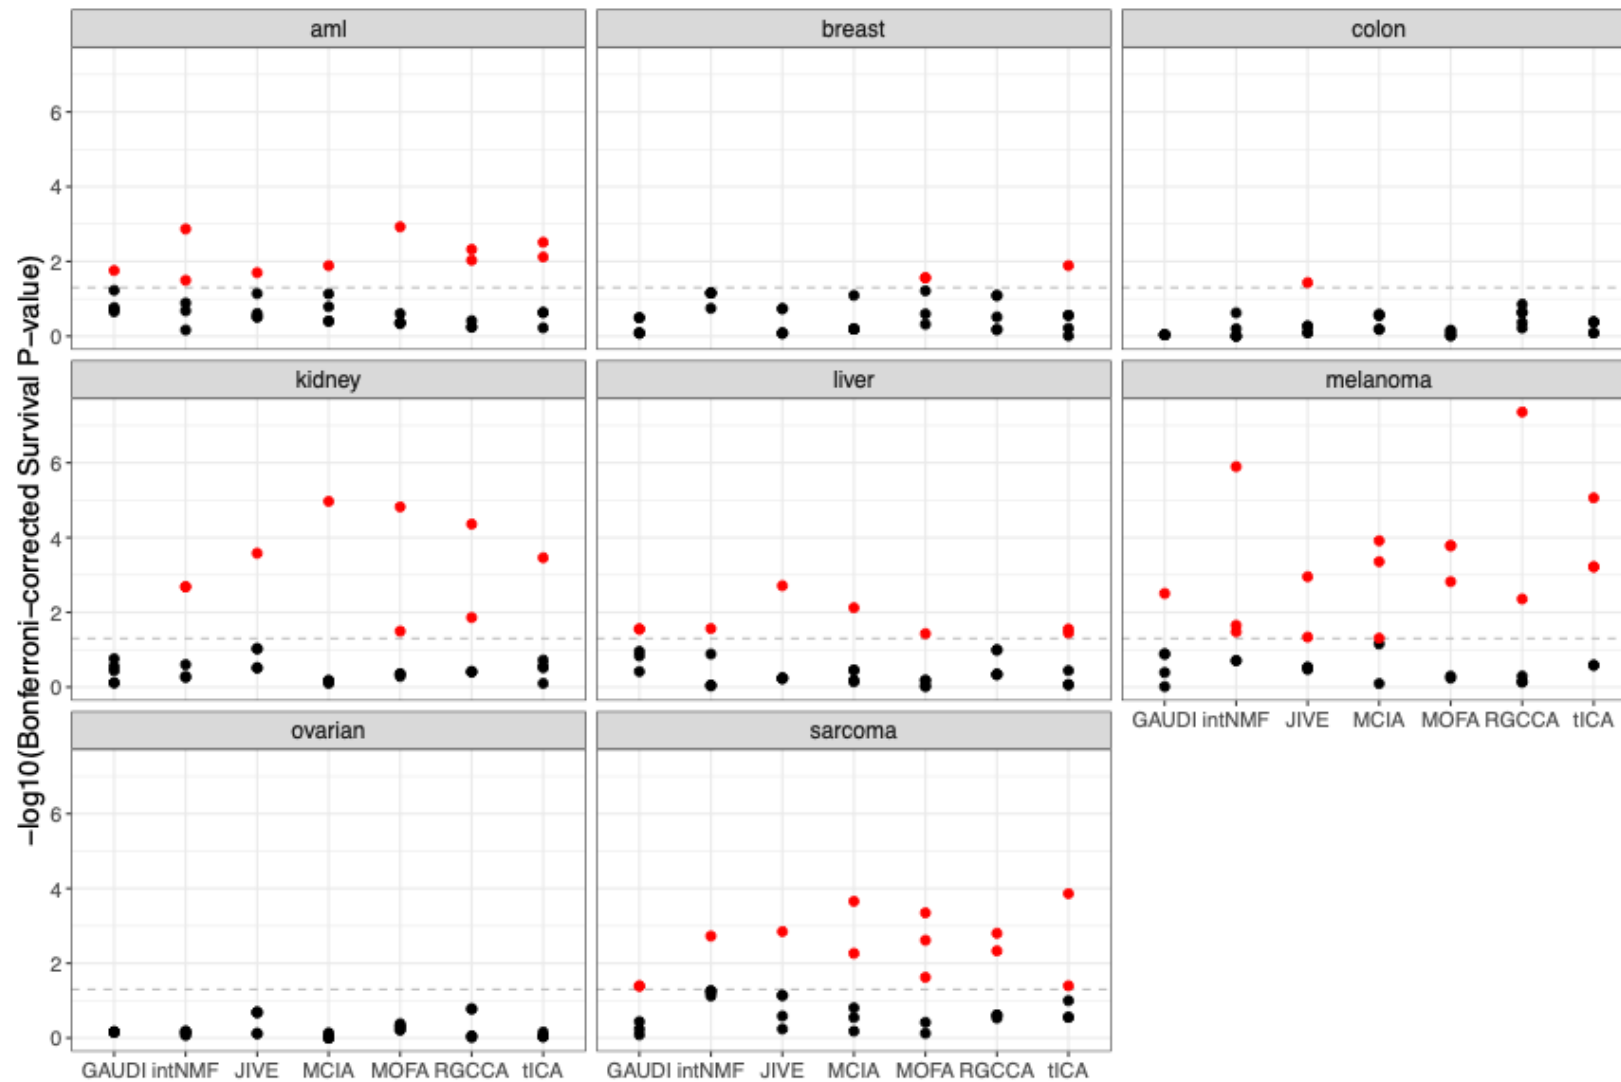 aml breast colon
6
4
2
0
kidney liver melanoma
6
4
2
0
GAUDI intNMF JIVE MCIA MOFA RGCCA tICA
ovarian sarcoma
6
4
2
0
GAUDI intNMF JIVE MCIA MOFA RGCCA tICA GAUDI intNMF JIVE MCIA MOFA RGCCA tICA
−log10(Bonferroni−corrected Survival P−value)